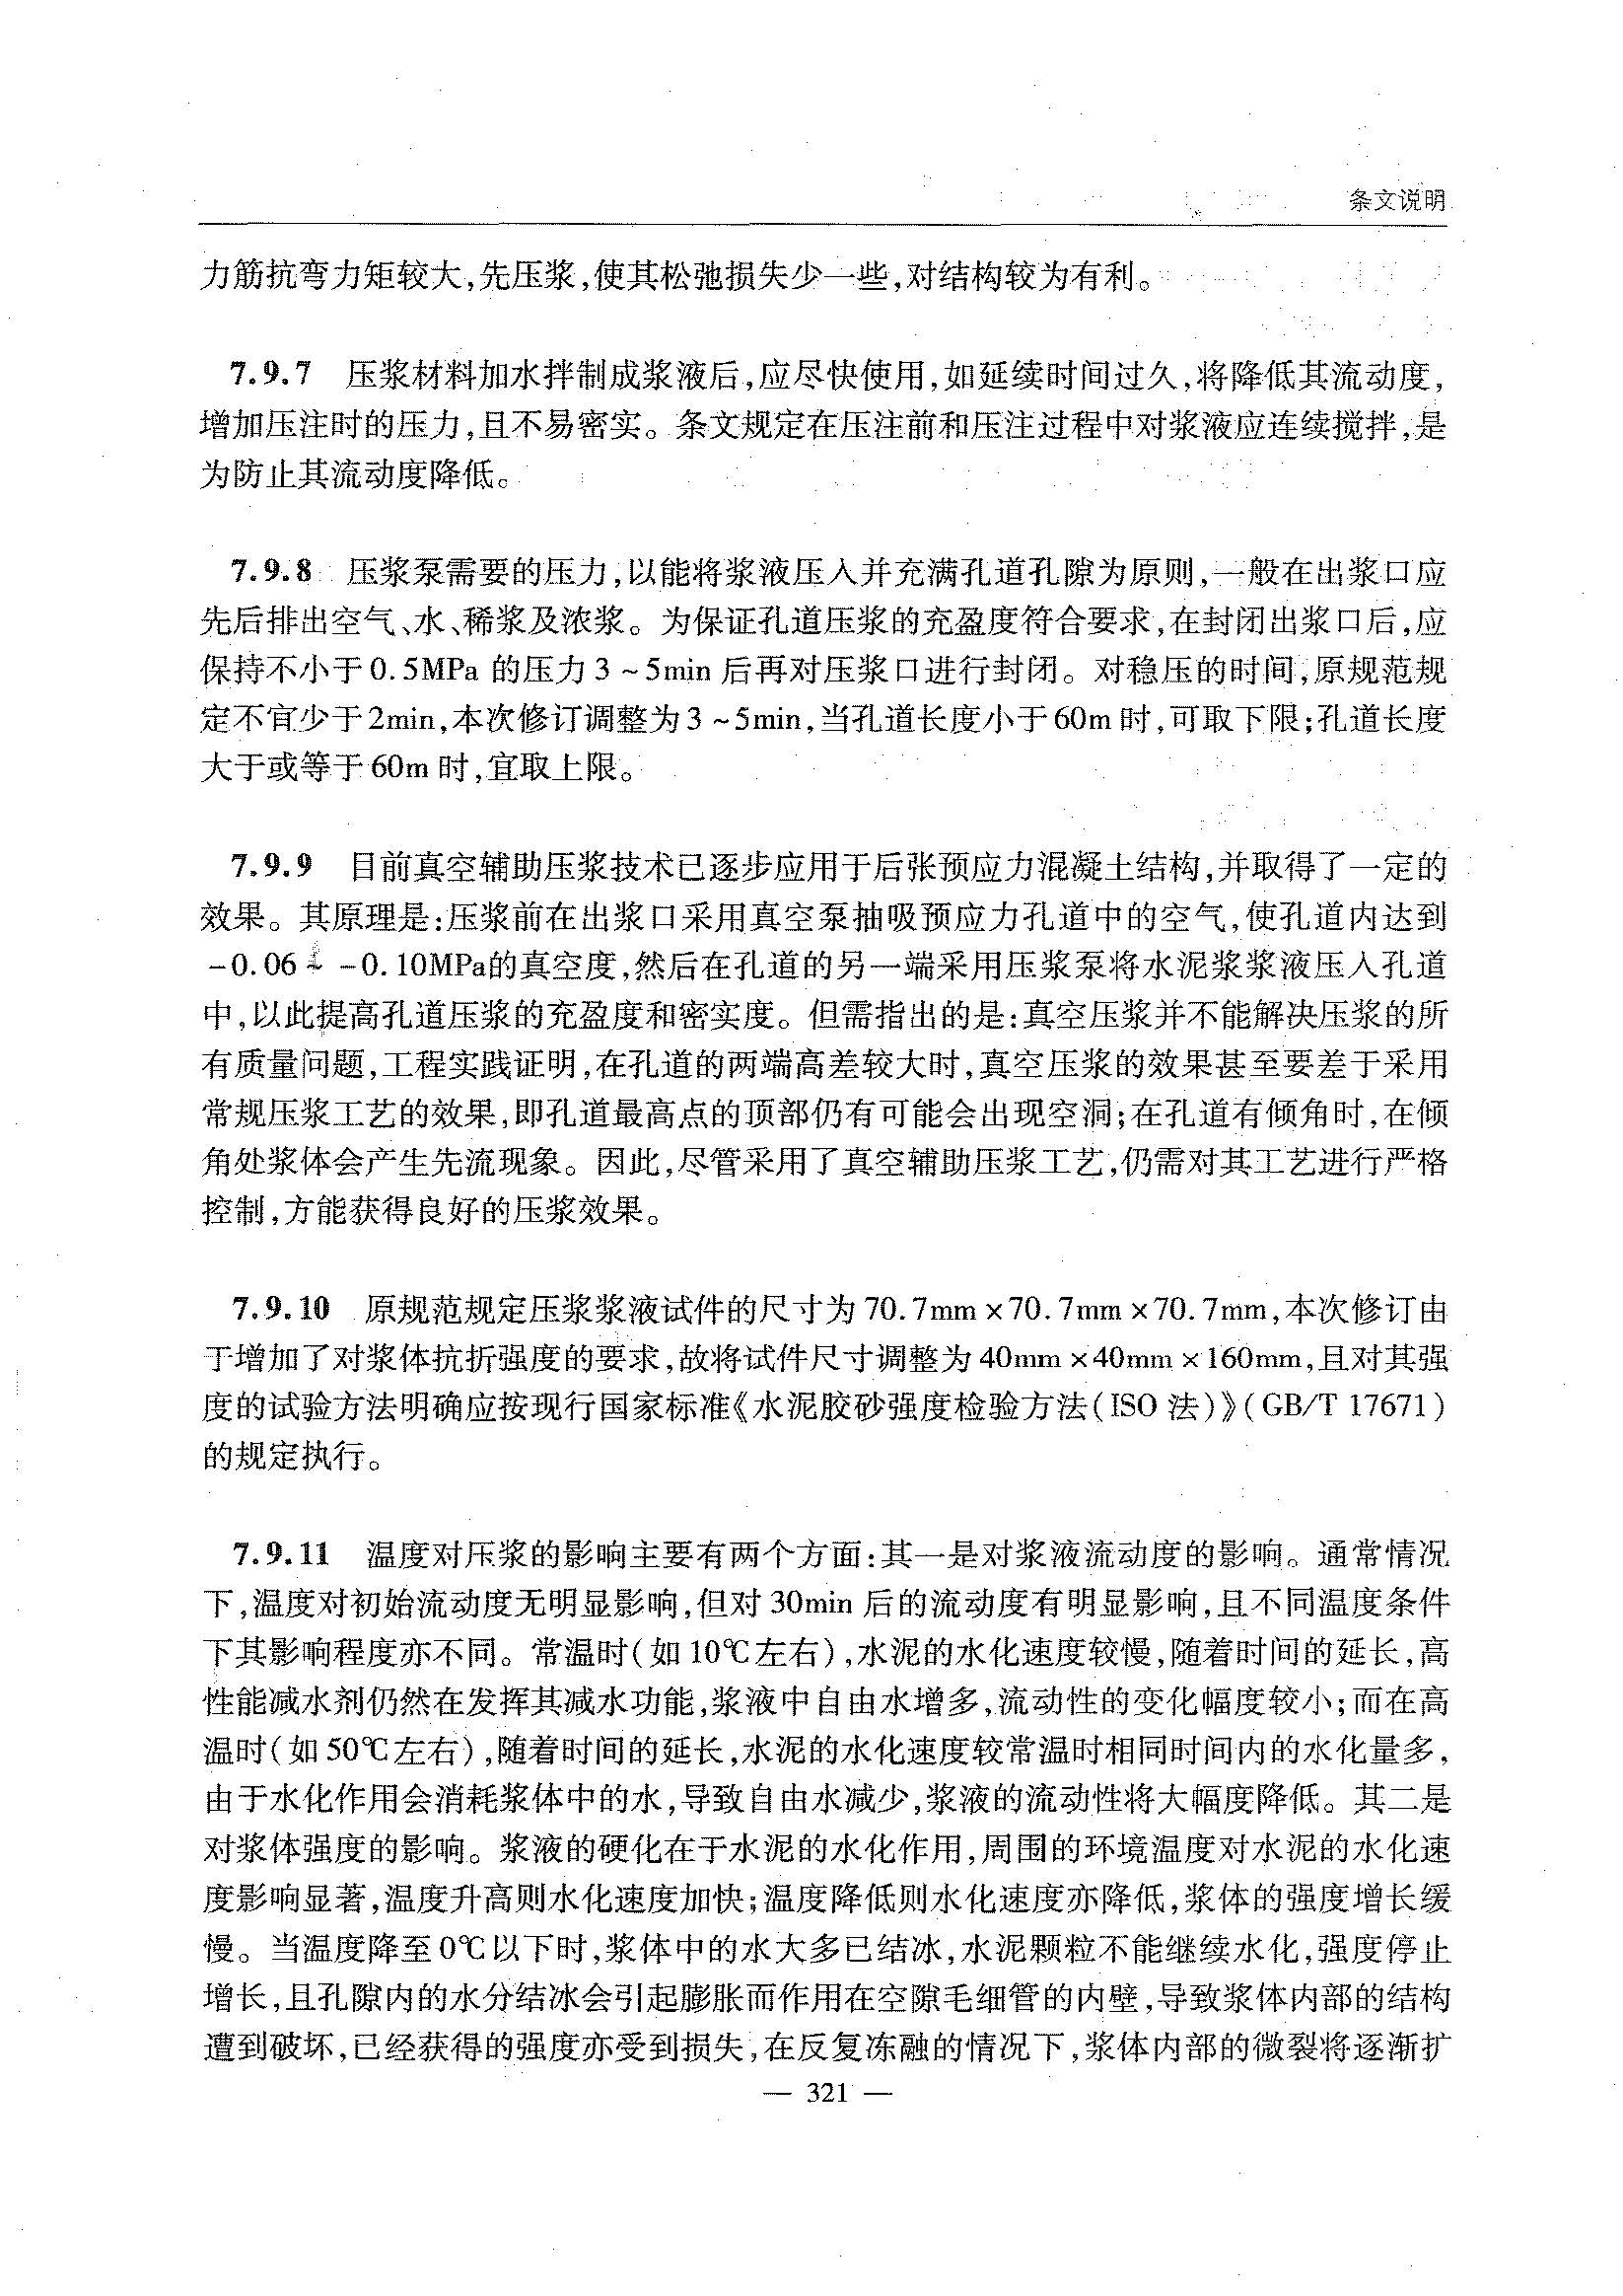 条文说明
力筋抗弯力矩较大,先压浆,使其松弛损失少一些,对结构较为有利。
7.9.7 压浆材料加水拌制成浆液后,应尽快使用,如延续时间过久,将降低其流动度,
增加压注时的压力,且不易密实。条文规定在压注前和压注过程中对浆液应连续搅拌,是
为防止其流动度降低。
7.9.8 压浆泵需要的压力,以能将浆液压入并充满孔道孔隙为原则,一般在出浆口应
先后排出空气、水、稀浆及浓浆。为保证孔道压浆的充盈度符合要求,在封闭出浆口后,应
保持不小于0.5MPa 的压力3~5min 后再对压浆口进行封闭。对稳压的时间,原规范规
定不宜少于2min,本次修订调整为3~5min,当孔道长度小于60m 时,可取下限;孔道长度
大于或等于60m 时,宜取上限。
7.9.9 目前真空辅助压浆技术已逐步应用于后张预应力混凝土结构,并取得了一定的
效果。其原理是:压浆前在出浆口采用真空泵抽吸预应力孔道中的空气,使孔道内达到
-0.06 ~ -0.10MPa的真空度,然后在孔道的另一端采用压浆泵将水泥浆浆液压入孔道
中,以此提高孔道压浆的充盈度和密实度。但需指出的是:真空压浆并不能解决压浆的所
有质量问题,工程实践证明,在孔道的两端高差较大时,真空压浆的效果甚至要差于采用
常规压浆工艺的效果,即孔道最高点的顶部仍有可能会出现空洞;在孔道有倾角时,在倾
角处浆体会产生先流现象。因此,尽管采用了真空辅助压浆工艺,仍需对其工艺进行严格
控制,方能获得良好的压浆效果。
7.9.10 原规范规定压浆浆液试件的尺寸为70.7mm×70.7mm×70.7mm,本次修订由
于增加了对浆体抗折强度的要求,故将试件尺寸调整为40mm×40mm×160mm,且对其强
度的试验方法明确应按现行国家标准《水泥胶砂强度检验方法(ISO 法)》(GB/T 17671)
的规定执行。
7.9.11 温度对压浆的影响主要有两个方面:其一是对浆液流动度的影响。通常情况
下,温度对初始流动度无明显影响,但对30min 后的流动度有明显影响,且不同温度条件
下其影响程度亦不同。常温时(如10℃左右),水泥的水化速度较慢,随着时间的延长,高
性能减水剂仍然在发挥其减水功能,浆液中自由水增多,流动性的变化幅度较小;而在高
温时(如50℃左右),随着时间的延长,水泥的水化速度较常温时相同时间内的水化量多,
由于水化作用会消耗浆体中的水,导致自由水减少,浆液的流动性将大幅度降低。其二是
对浆体强度的影响。浆液的硬化在于水泥的水化作用,周围的环境温度对水泥的水化速
度影响显著,温度升高则水化速度加快;温度降低则水化速度亦降低,浆体的强度增长缓
慢。当温度降至0℃以下时,浆体中的水大多已结冰,水泥颗粒不能继续水化,强度停止
增长,且孔隙内的水分结冰会引起膨胀而作用在空隙毛细管的内壁,导致浆体内部的结构
遭到破坏,已经获得的强度亦受到损失,在反复冻融的情况下,浆体内部的微裂将逐渐扩
— 321 —